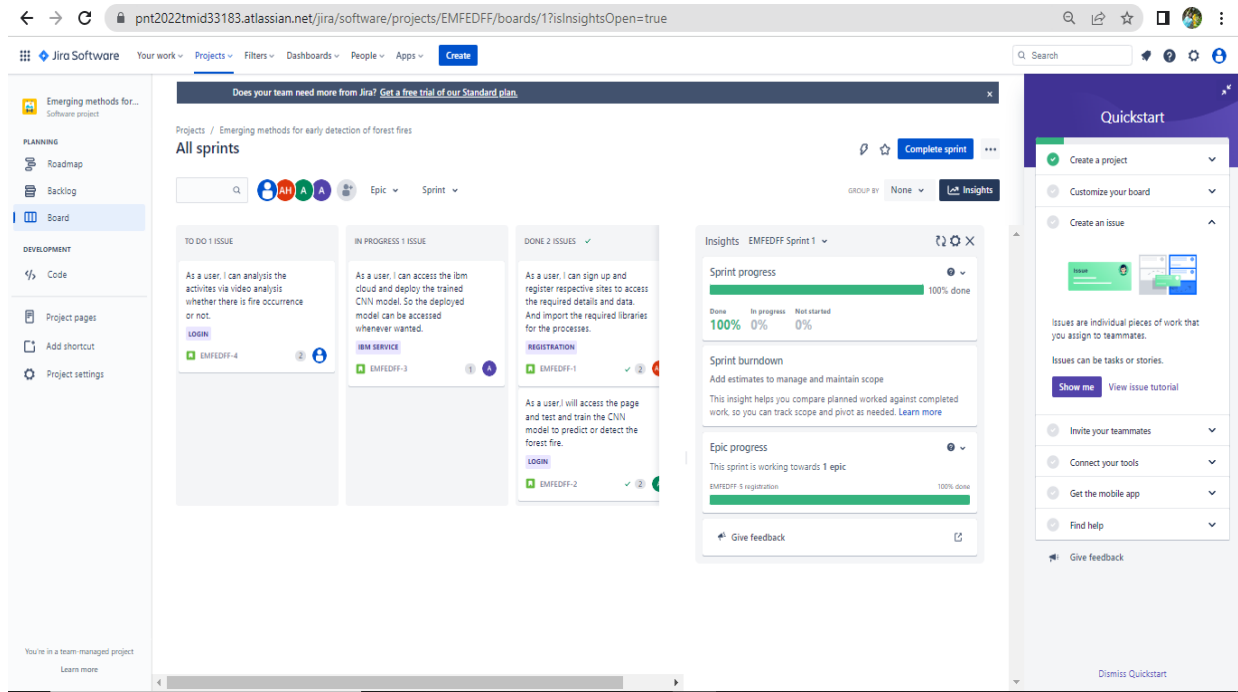 pnt2022tmid33183.atlassian.net/jira/software/projects/EMFEDFF/boards/1?isInsightsOpen=true
Jira Software
Your work
Projects
Filters
Dashboards
People
Apps
Create
Search
Emerging methods for...
Software project
PLANNING
Roadmap
Backlog
Board
DEVELOPMENT
Code
Project pages
Add shortcut
Project settings
You're in a team-managed project
Learn more
Does your team need more from Jira? Get a free trial of our Standard plan.
x
Projects / Emerging methods for early detection of forest fires
All sprints
Complete sprint
AH A A
Epic
Sprint
GROUP BY
None
Insights
TO DO 1 ISSUE
As a user, I can analysis the
activites via video analysis
whether there is fire occurrence
or not.
LOGIN
EMFEDFF-4
2
IN PROGRESS 1 ISSUE
As a user, I can access the ibm
cloud and deploy the trained
CNN model. So the deployed
model can be accessed
whenever wanted.
IBM SERVICE
EMFEDFF-3
1
A
DONE 2 ISSUES
As a user, I can sign up and
register respective sites to access
the required details and data.
And import the required libraries
for the processes.
REGISTRATION
EMFEDFF-1
2
As a user,I will access the page
and test and train the CNN
model to predict or detect the
forest fire.
LOGIN
EMFEDFF-2
2
Insights
EMFEDFF Sprint 1
Sprint progress
100% done
Done In progress Not started
100% 0% 0%
Sprint burndown
Add estimates to manage and maintain scope
This insight helps you compare planned worked against completed
work, so you can track scope and pivot as needed. Learn more
Epic progress
This sprint is working towards 1 epic
EMFEDFF-5 registration
100% done
Give feedback
Quickstart
Create a project
Customize your board
Create an issue
Issue
Issues are individual pieces of work that
you assign to teammates.
Issues can be tasks or stories.
Show me
View issue tutorial
Invite your teammates
Connect your tools
Get the mobile app
Find help
Give feedback
Dismiss Quickstart